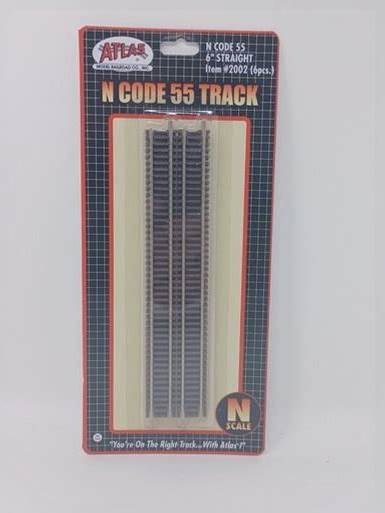 ATLAS
MODEL RAILROAD CO., INC.
N CODE 55
6" STRAIGHT
Item #2002 (6pcs.)
N CODE 55 TRACK
N
SCALE
"You're On The Right Track...With Atlas!"